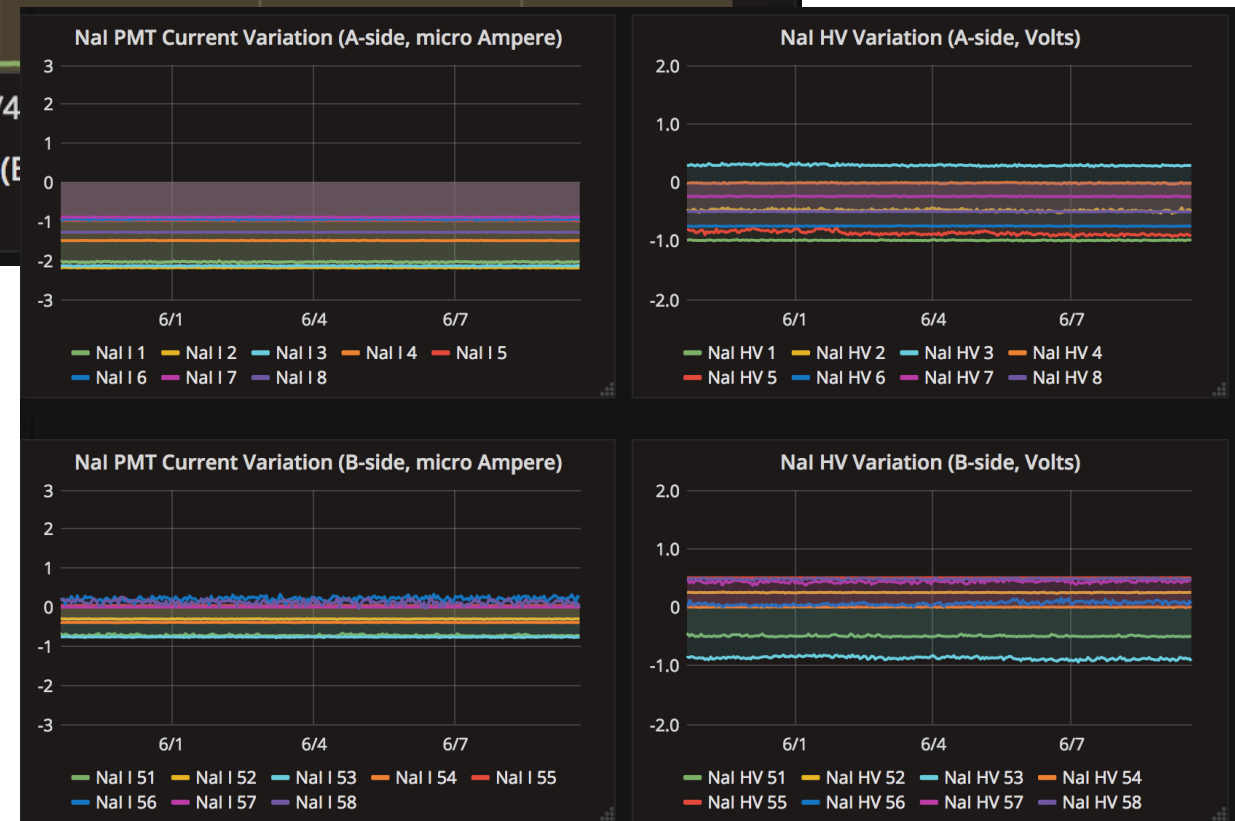 /4
(E
NaI PMT Current Variation (A-side, micro Ampere)
3
2
1
0
-1
-2
-3
6/1 6/4 6/7
NaI I 1 NaI I 2 NaI I 3 NaI I 4 NaI I 5
NaI I 6 NaI I 7 NaI I 8
NaI HV Variation (A-side, Volts)
2.0
1.0
0
-1.0
-2.0
6/1 6/4 6/7
NaI HV 1 NaI HV 2 NaI HV 3 NaI HV 4
NaI HV 5 NaI HV 6 NaI HV 7 NaI HV 8
NaI PMT Current Variation (B-side, micro Ampere)
3
2
1
0
-1
-2
-3
6/1 6/4 6/7
NaI I 51 NaI I 52 NaI I 53 NaI I 54 NaI I 55
NaI I 56 NaI I 57 NaI I 58
NaI HV Variation (B-side, Volts)
2.0
1.0
0
-1.0
-2.0
6/1 6/4 6/7
NaI HV 51 NaI HV 52 NaI HV 53 NaI HV 54
NaI HV 55 NaI HV 56 NaI HV 57 NaI HV 58